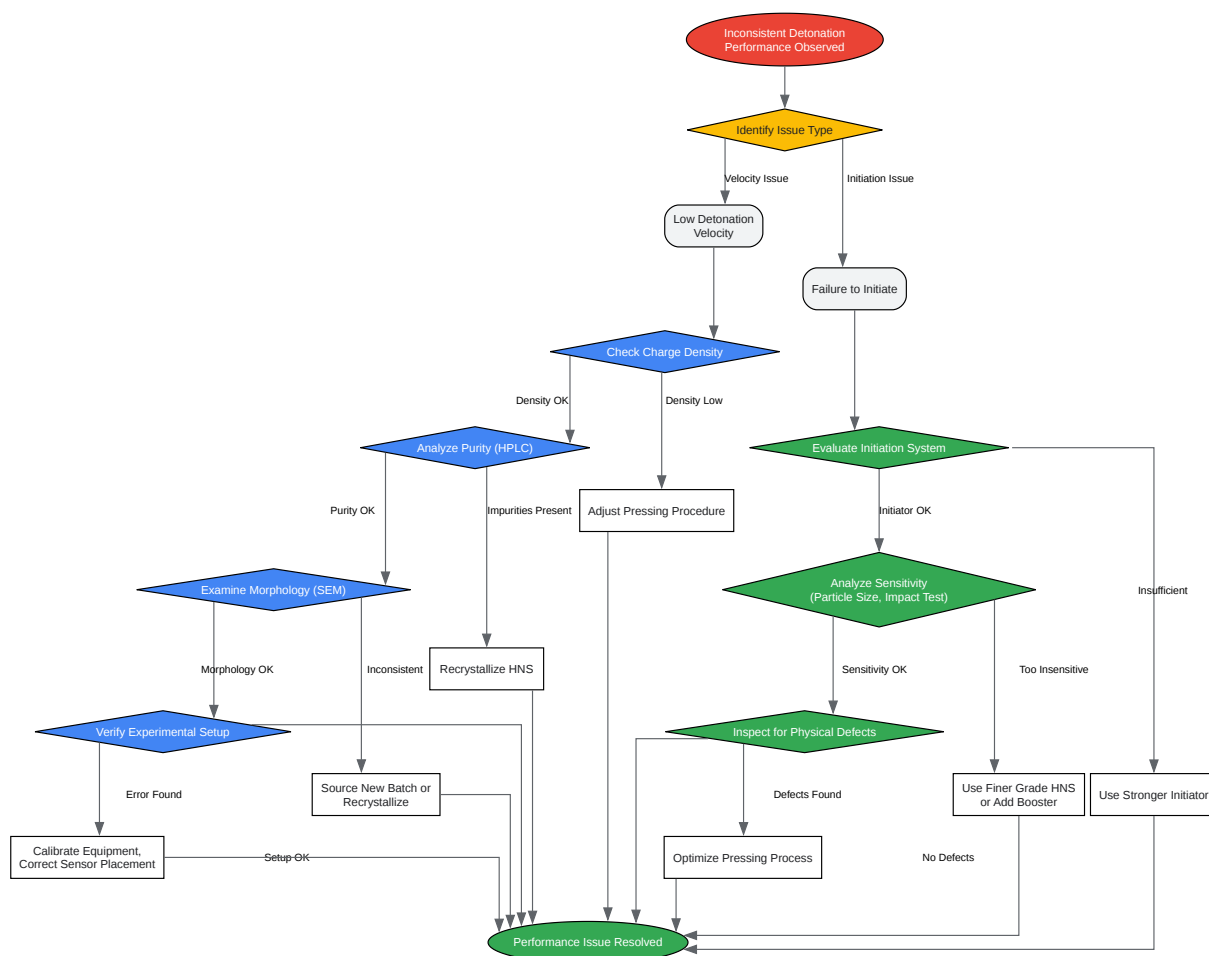 Inconsistent Detonation
Performance Observed
Identify Issue Type
Velocity Issue
Initiation Issue
Low Detonation
Velocity
Failure to Initiate
Check Charge Density
Density OK
Density Low
Analyze Purity (HPLC)
Evaluate Initiation System
Purity OK
Impurities Present
Adjust Pressing Procedure
Initiator OK
Examine Morphology (SEM)
Analyze Sensitivity
(Particle Size, Impact Test)
Insufficient
Morphology OK
Inconsistent
Recrystallize HNS
Sensitivity OK
Too Insensitive
Verify Experimental Setup
Inspect for Physical Defects
Error Found
Source New Batch or
Recrystallize
Defects Found
Use Finer Grade HNS
or Add Booster
Use Stronger Initiator
Calibrate Equipment,
Correct Sensor Placement
Setup OK
Optimize Pressing Process
No Defects
Performance Issue Resolved